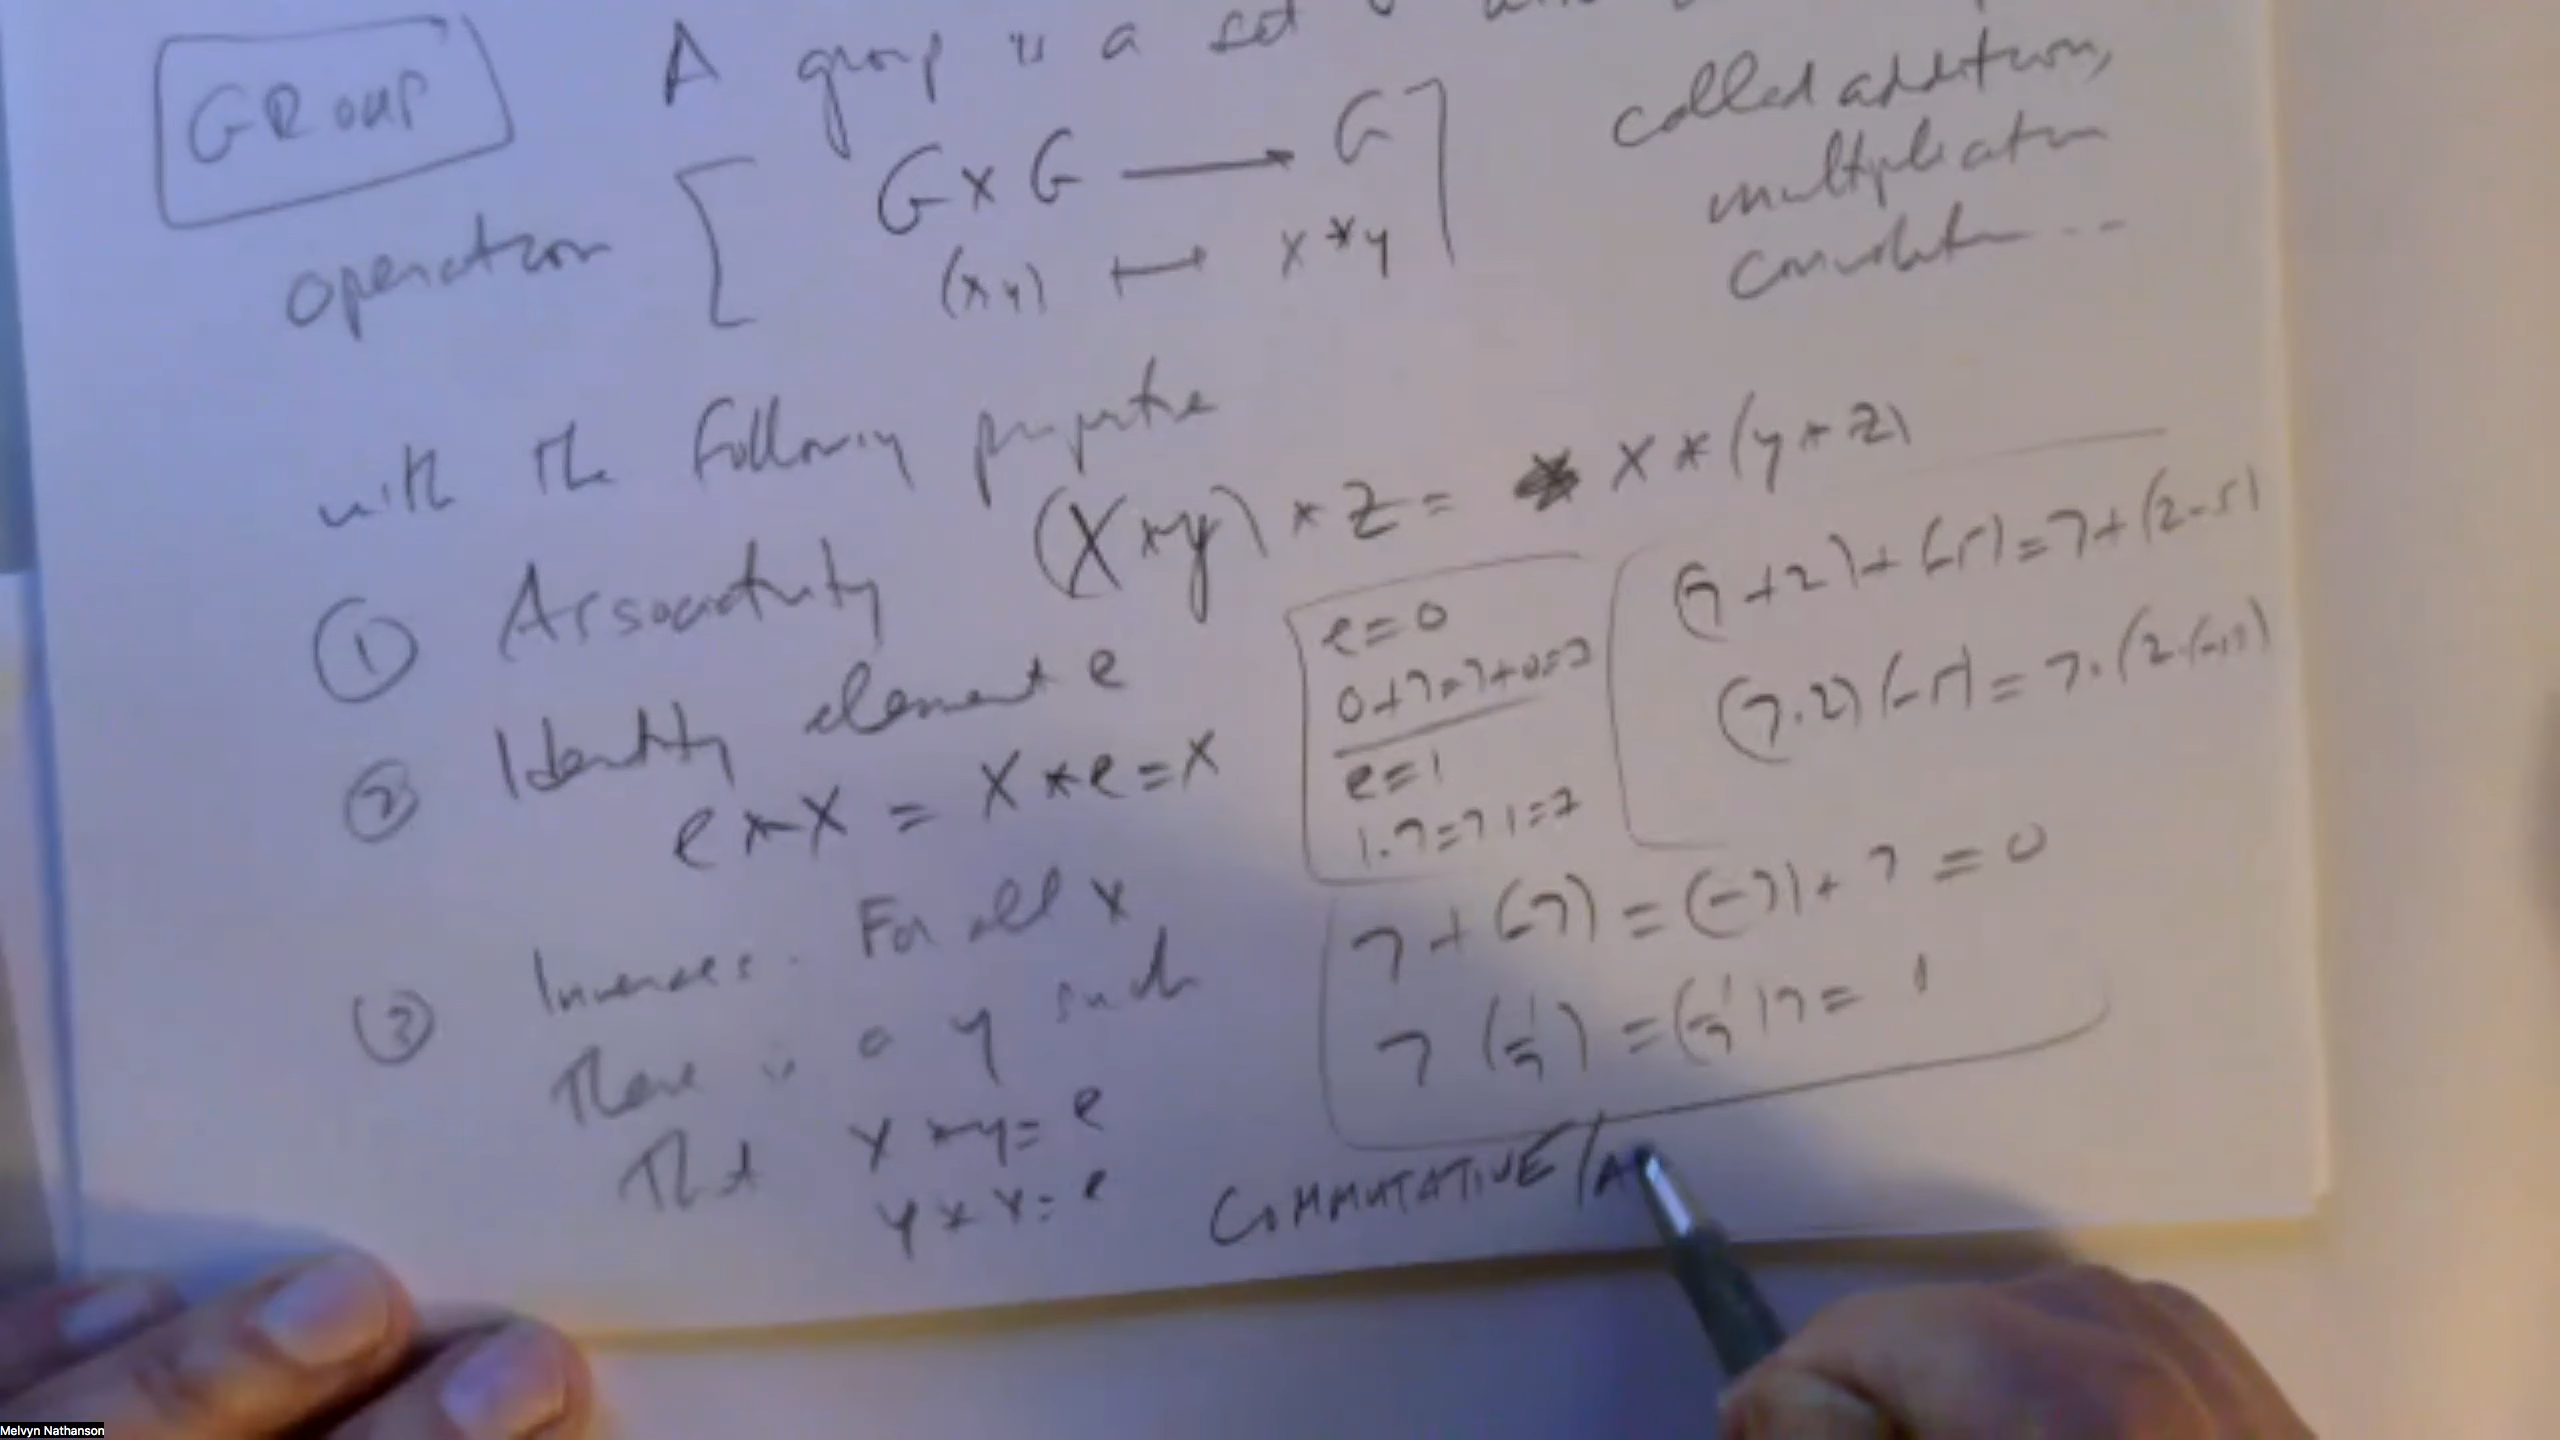 GROUP
A group is a set
called addition,
multiplication
convolution ...
operation [ G x G → G ]
(x y) ↦ x * y
with the following propertie
① Associativity (x * y) * z = x * (y * z)
(7 + 2) + (-5) = 7 + (2 - 5)
(7 . 2) (-5) = 7 . (2 . (-5))
② Identity element e
e * x = x * e = x
e = 0
0 + 7 = 7 + 0 = 7
e = 1
1 . 7 = 7 1 = 7
③ Inverses. For all x
There is a y such
That x * y = e
y * x = e
7 + (-7) = (-7) + 7 = 0
7 (1/7) = (1/7) 7 = 1
COMMUTATIVE / A
Melvyn Nathanson